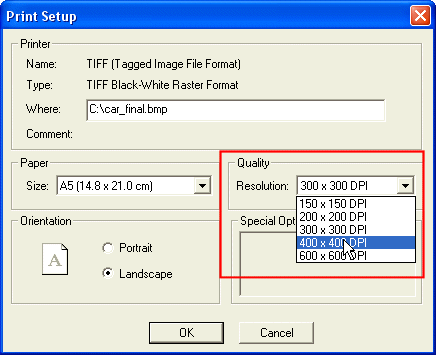 Print Setup
Printer
Name: TIFF (Tagged Image File Format)
Type: TIFF Black-White Raster Format
Where: C:\car_final.bmp
Comment:
Paper
Size: A5 (14.8 x 21.0 cm)
Quality
Resolution: 300 x 300 DPI
150 x 150 DPI
200 x 200 DPI
300 x 300 DPI
400 x 400 DPI
600 x 600 DPI
Orientation
A
Portrait
Landscape
Special Opt
OK
Cancel